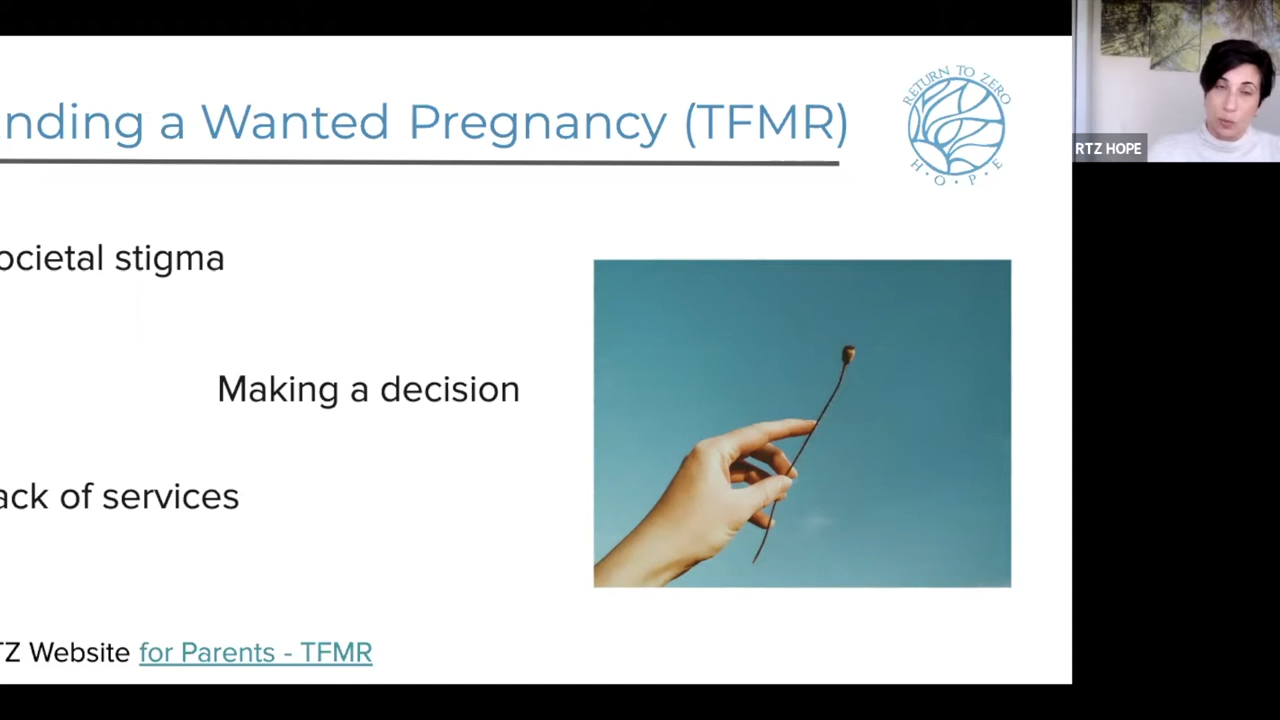 nding a Wanted Pregnancy (TFMR)
RETURN TO ZERO
H·O·P·E
RTZ HOPE
ocietal stigma
Making a decision
ack of services
TZ Website for Parents - TFMR